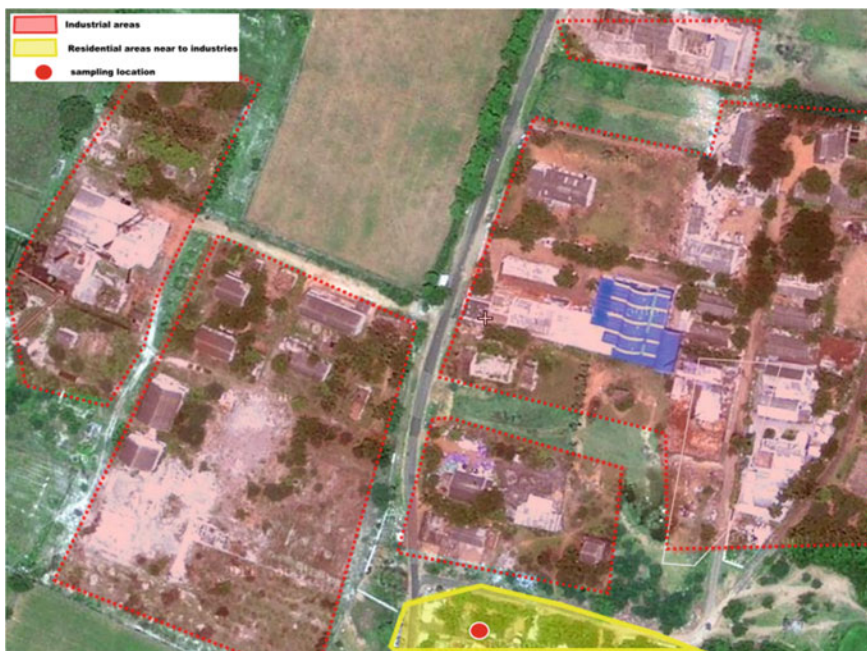 Industrial areas
Residential areas near to industries
sampling location